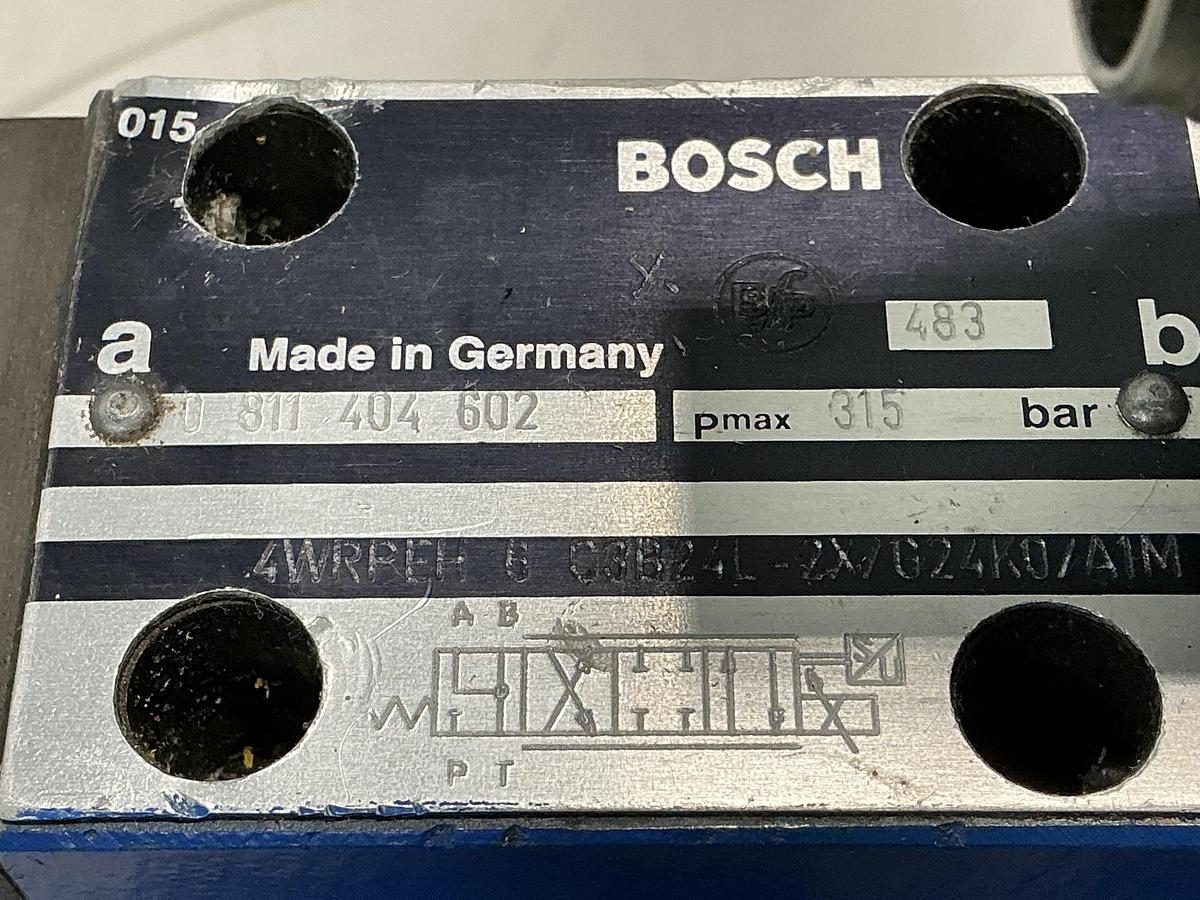 015
BOSCH
483
a
b
Made in Germany
0 811 404 602
pmax 315 bar
4WRREH 6 C3B24L-2X/G24K0/A1M
A B
P T